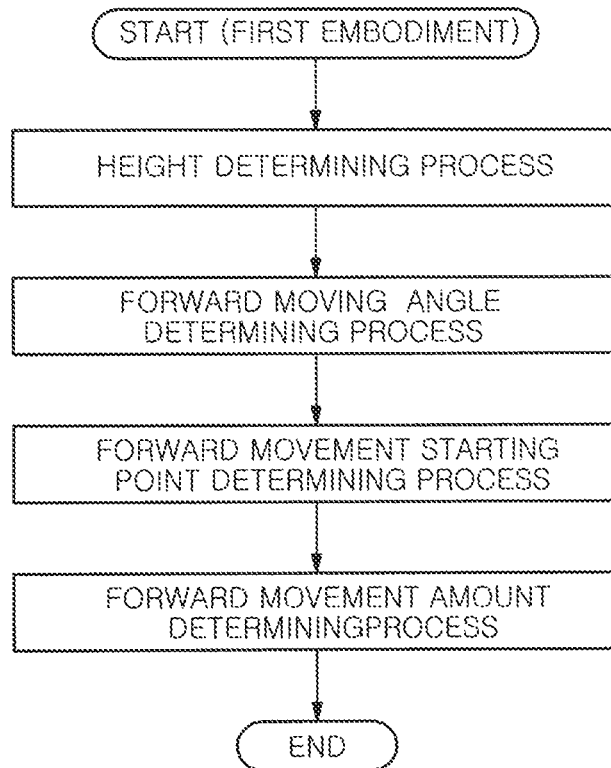 START (FIRST EMBODIMENT)
HEIGHT DETERMINING PROCESS
FORWARD MOVING ANGLE
DETERMINING PROCESS
FORWARD MOVEMENT STARTING
POINT DETERMINING PROCESS
FORWARD MOVEMENT AMOUNT
DETERMININGPROCESS
END